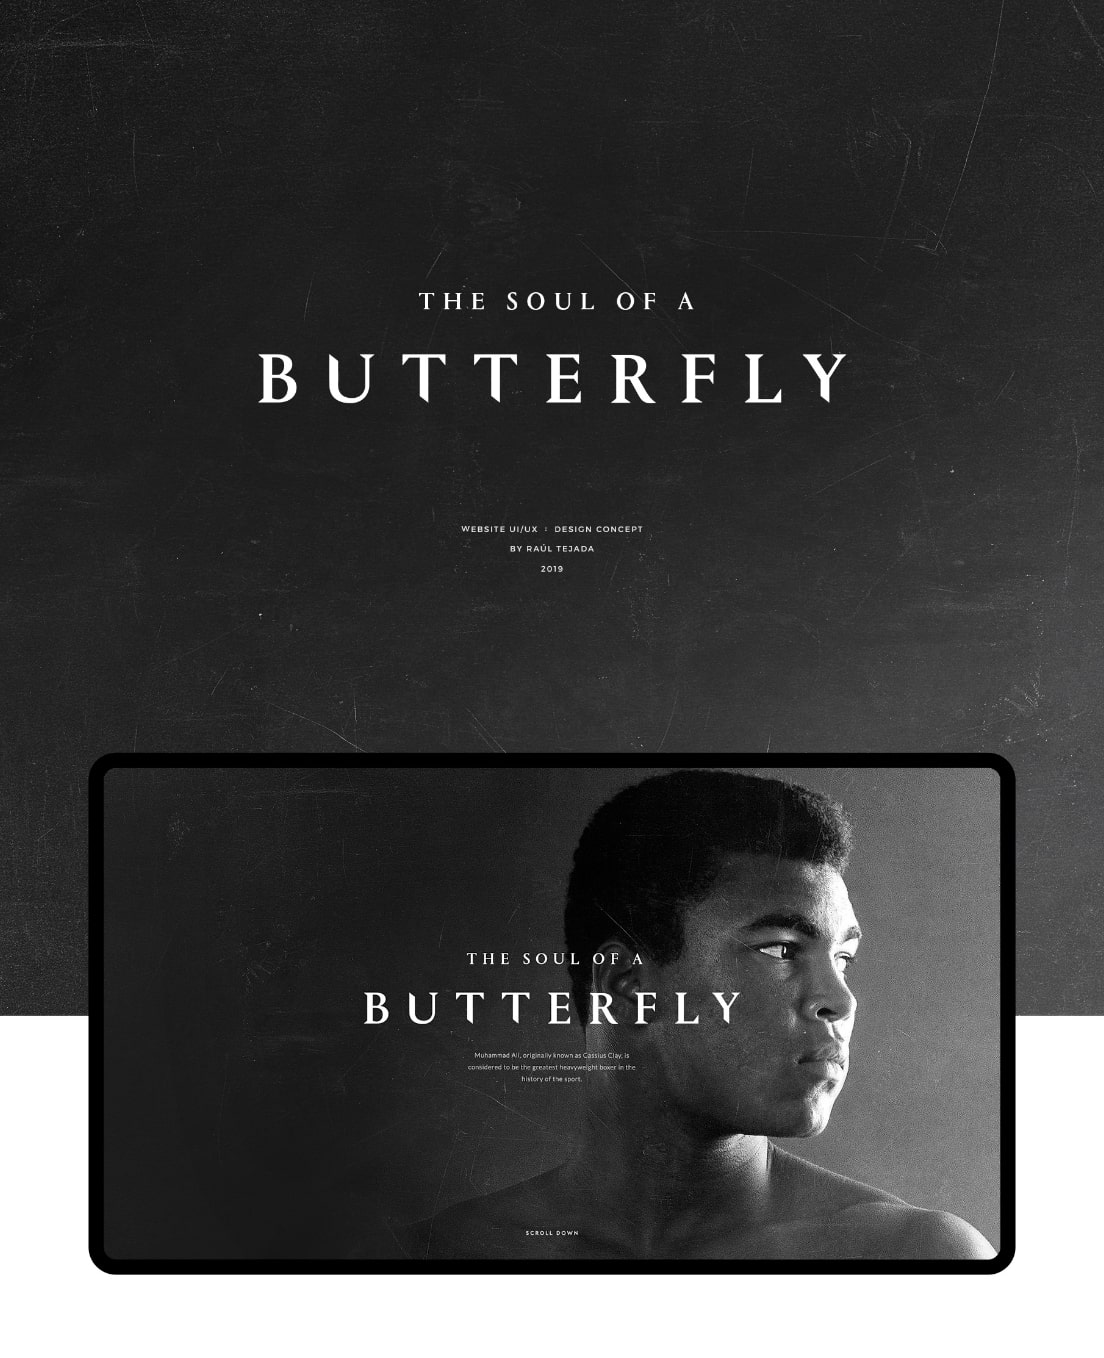 THE SOUL OF A
BUTTERFLY
WEBSITE UI/UX : DESIGN CONCEPT
BY RAÚL TEJADA
2019
THE SOUL OF A
BUTTERFLY
Muhammad Ali, originally known as Cassius Clay, is
considered to be the greatest heavyweight boxer in the
history of the sport.
SCROLL DOWN